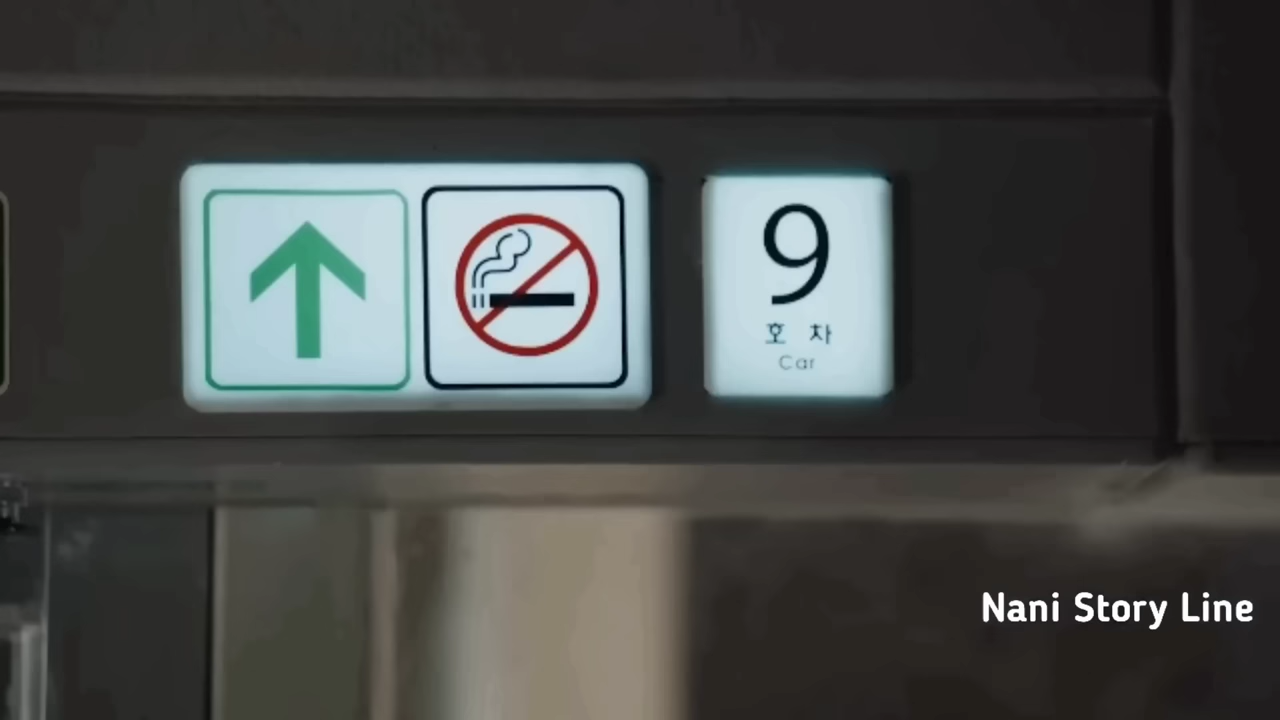 9
호 차
Car
Nani Story Line